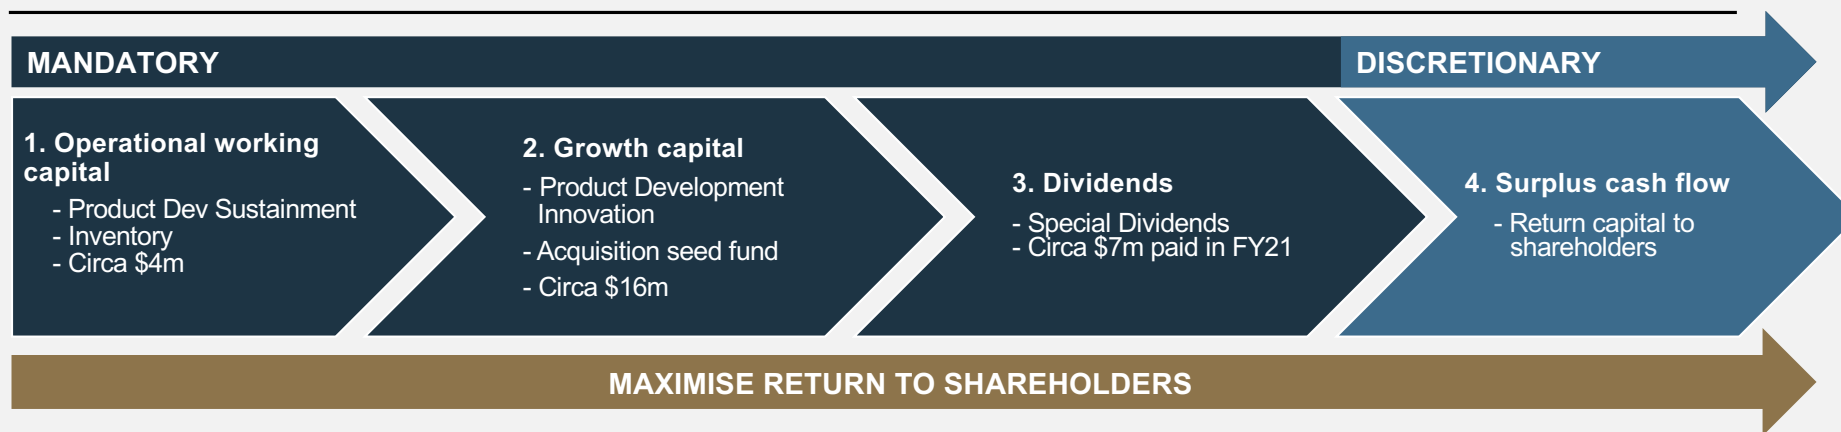 MANDATORY
DISCRETIONARY
1. Operational working
capital
- Product Dev Sustainment
- Inventory
- Circa $4m
2. Growth capital
- Product Development
Innovation
- Acquisition seed fund
- Circa $16m
3. Dividends
- Special Dividends
- Circa $7m paid in FY21
4. Surplus cash flow
- Return capital to
shareholders
MAXIMISE RETURN TO SHAREHOLDERS